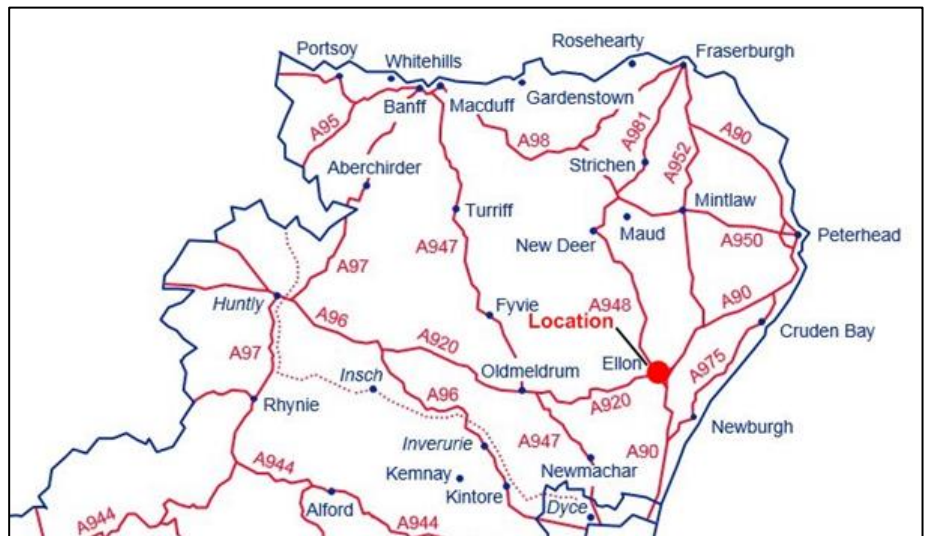 Portsoy
Whitehills
Rosehearty
Fraserburgh
Banff
Macduff
Gardenstown
A95
A98
A981
A90
A952
Aberchirder
Strichen
Turriff
Mintlaw
A947
New Deer
Maud
A950
Peterhead
A97
Huntly
Fyvie
A948
A90
Location
Cruden Bay
A96
A920
A97
Insch
Oldmeldrum
Ellon
A975
Rhynie
A96
A920
Newburgh
Inverurie
A947
A90
A944
Kemnay
Newmachar
Kintore
Alford
Dyce
A944
A944